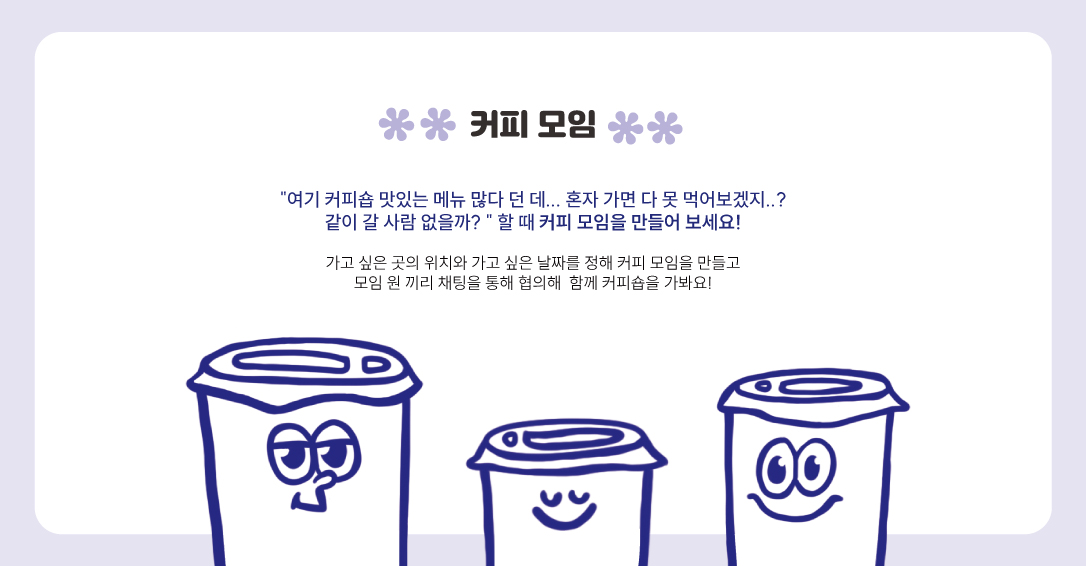 커피 모임
"여기 커피숍 맛있는 메뉴 많다 던 데... 혼자 가면 다 못 먹어보겠지..?
같이 갈 사람 없을까? " 할 때 커피 모임을 만들어 보세요!
가고 싶은 곳의 위치와 가고 싶은 날짜를 정해 커피 모임을 만들고
모임 원 끼리 채팅을 통해 협의해  함께 커피숍을 가봐요!